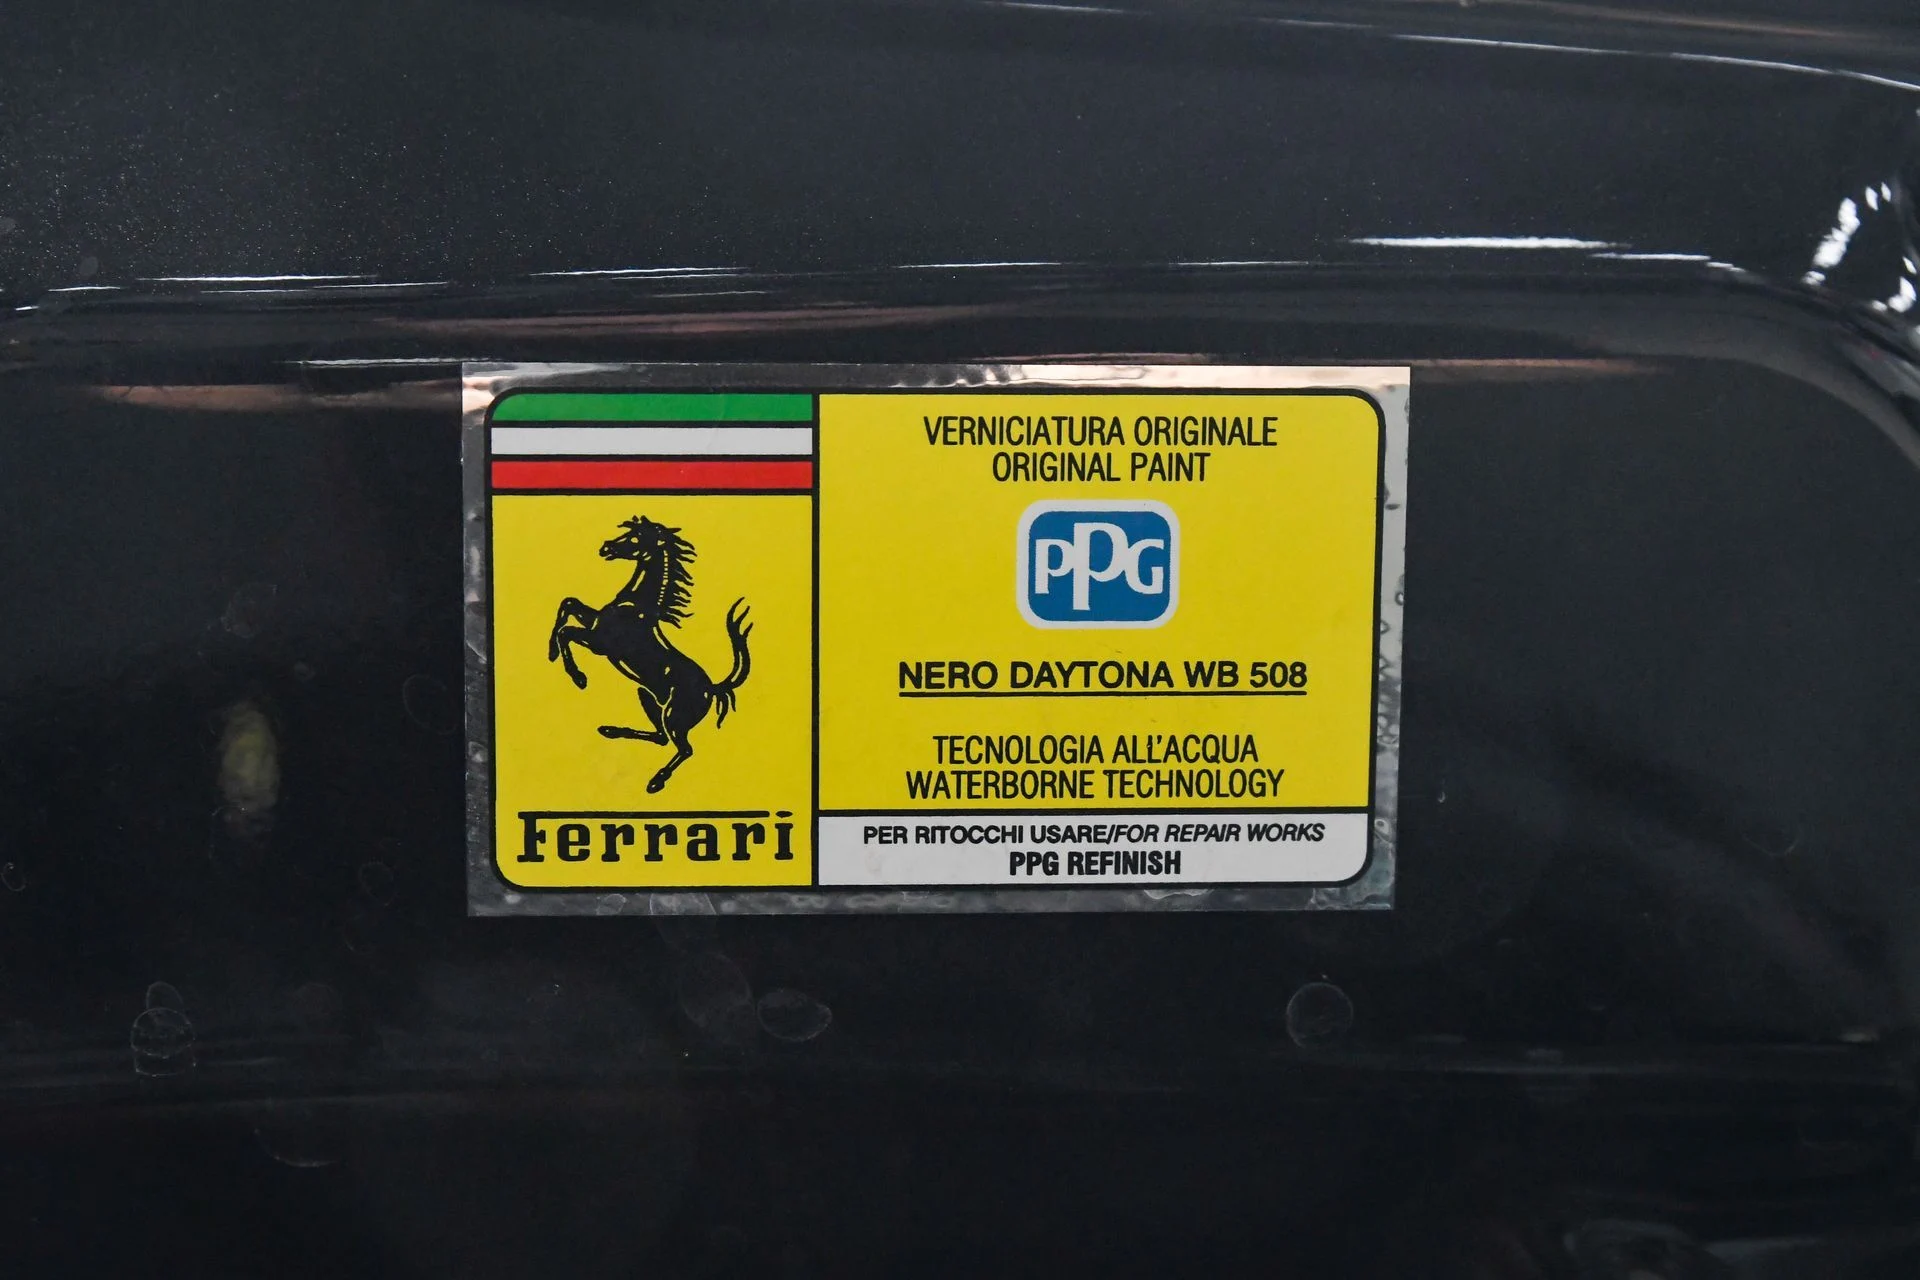 Ferrari
VERNICIATURA ORIGINALE
ORIGINAL PAINT
PPG
NERO DAYTONA WB 508
TECNOLOGIA ALL'ACQUA
WATERBORNE TECHNOLOGY
PER RITOCCHI USARE/FOR REPAIR WORKS
PPG REFINISH